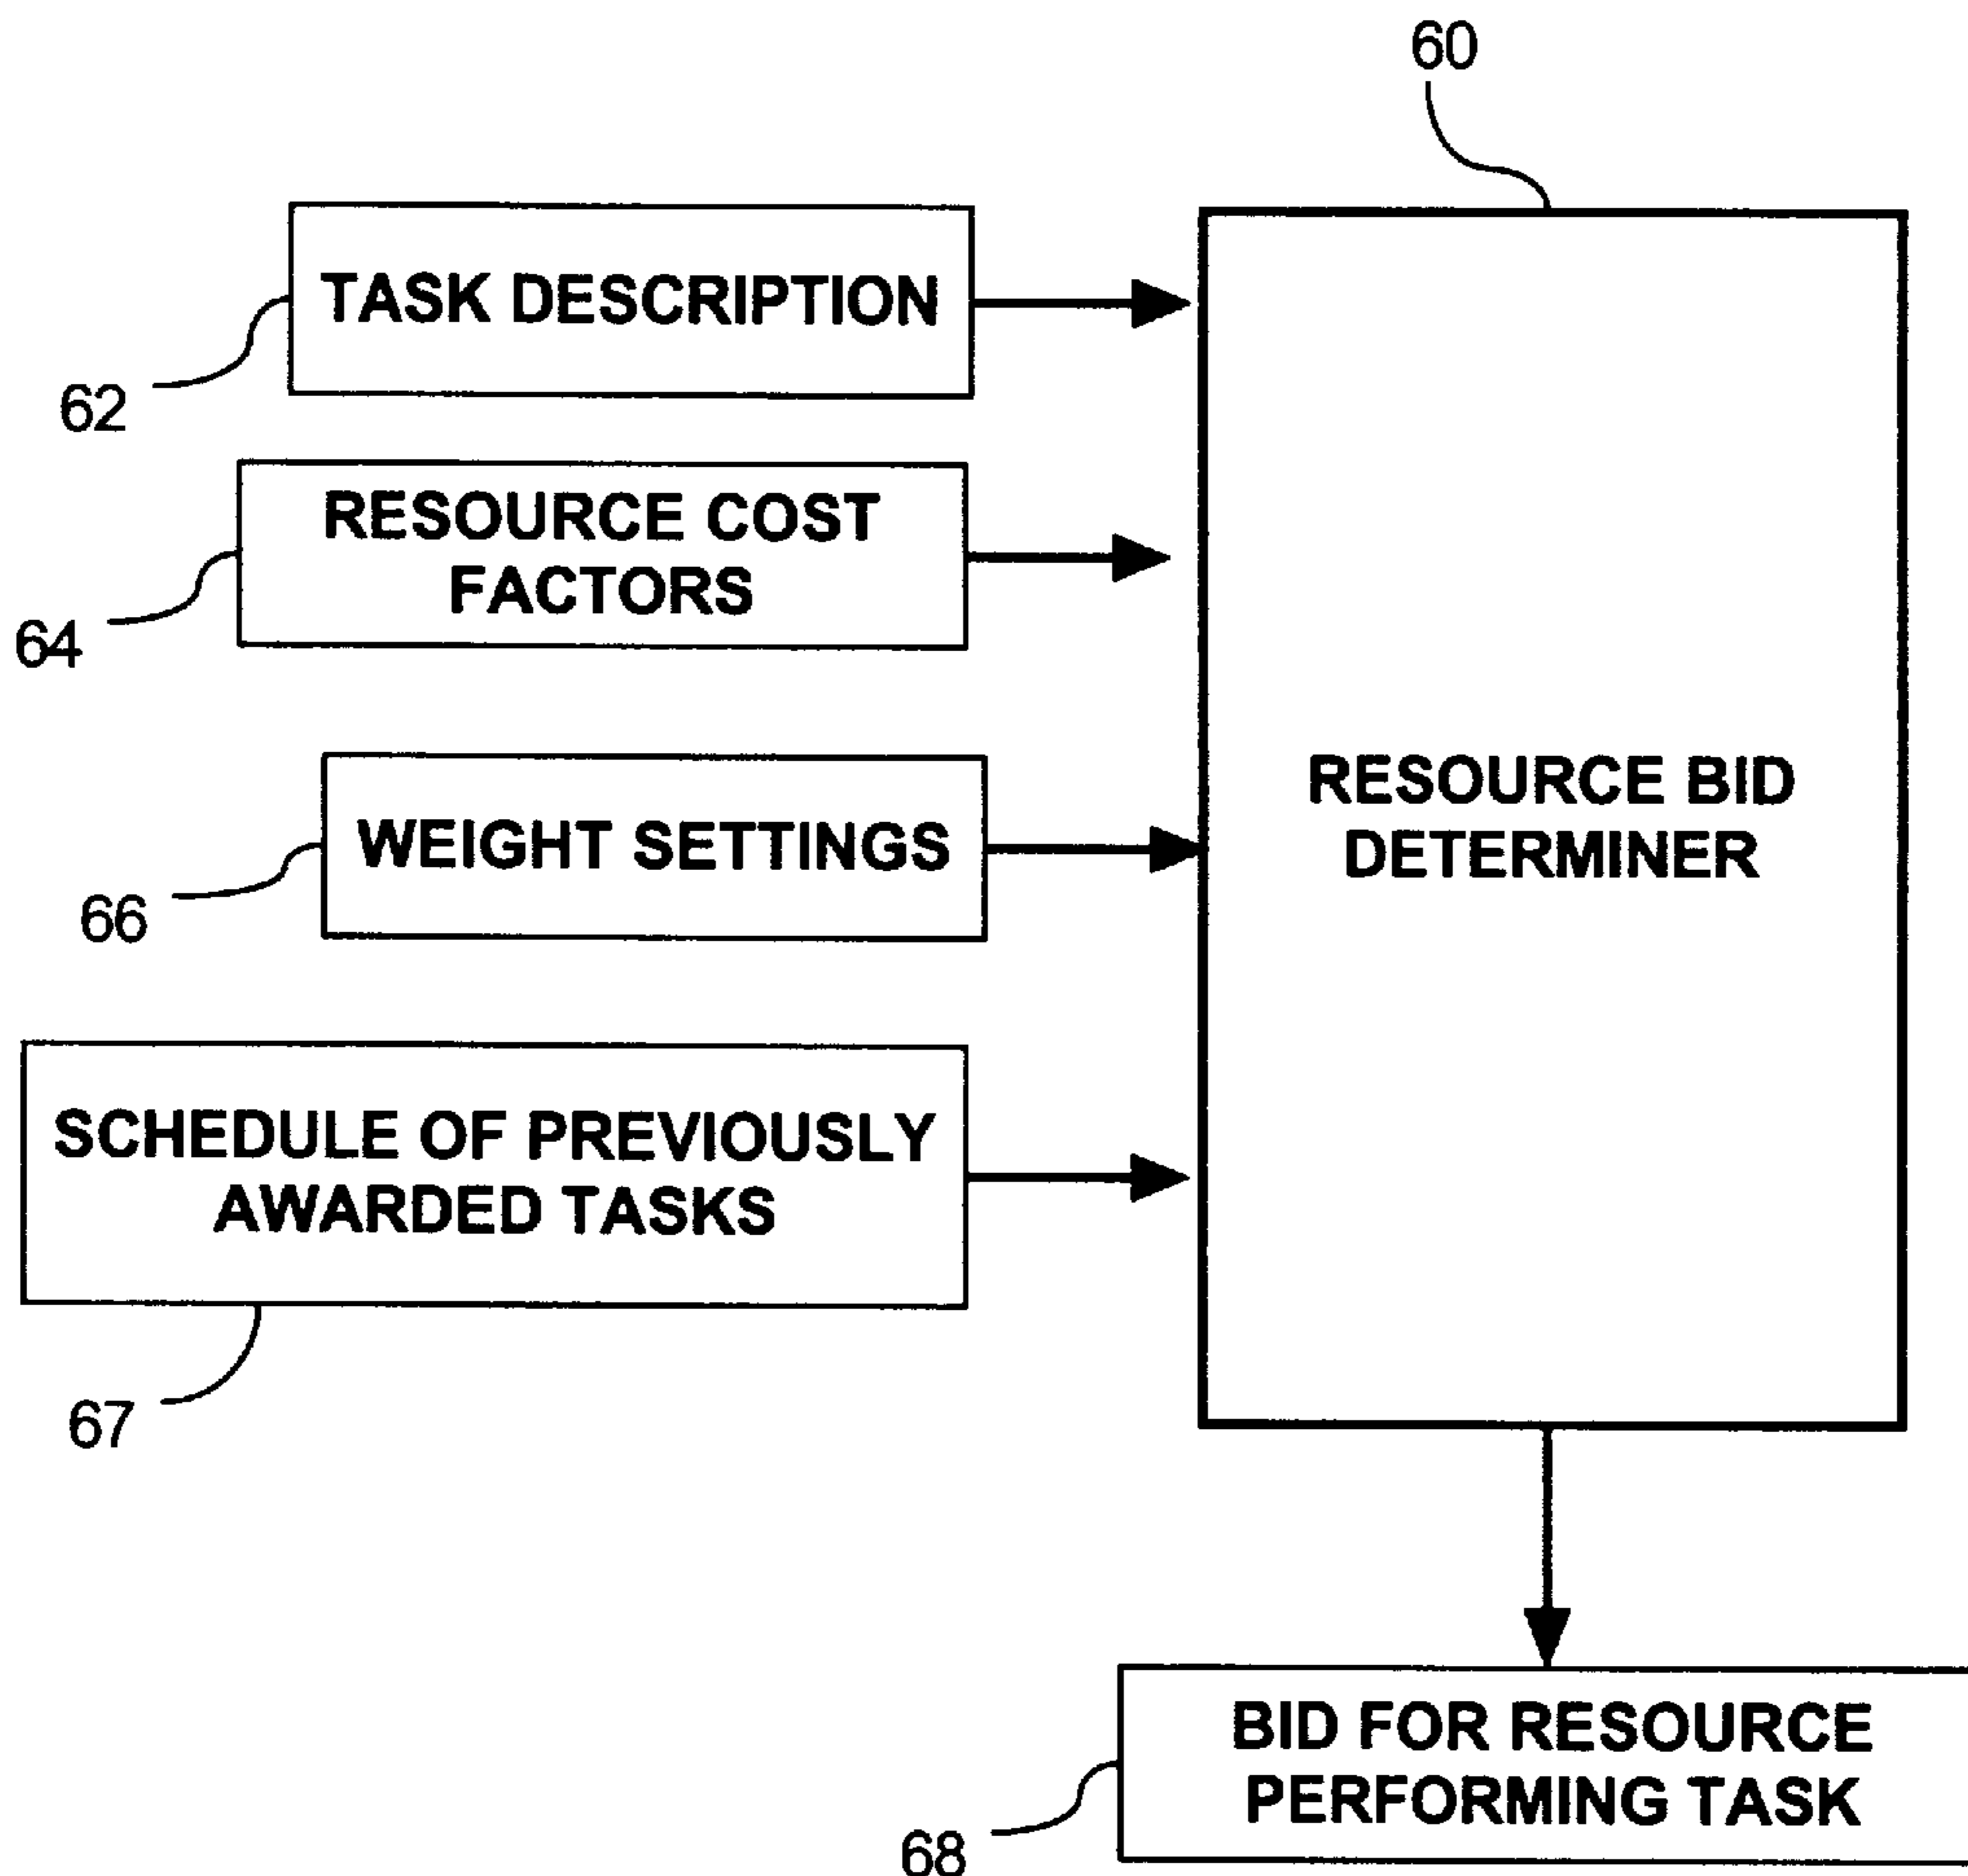 60
TASK DESCRIPTION
62
RESOURCE COST
FACTORS
64
WEIGHT SETTINGS
66
SCHEDULE OF PREVIOUSLY
AWARDED TASKS
67
RESOURCE BID
DETERMINER
BID FOR RESOURCE
PERFORMING TASK
68